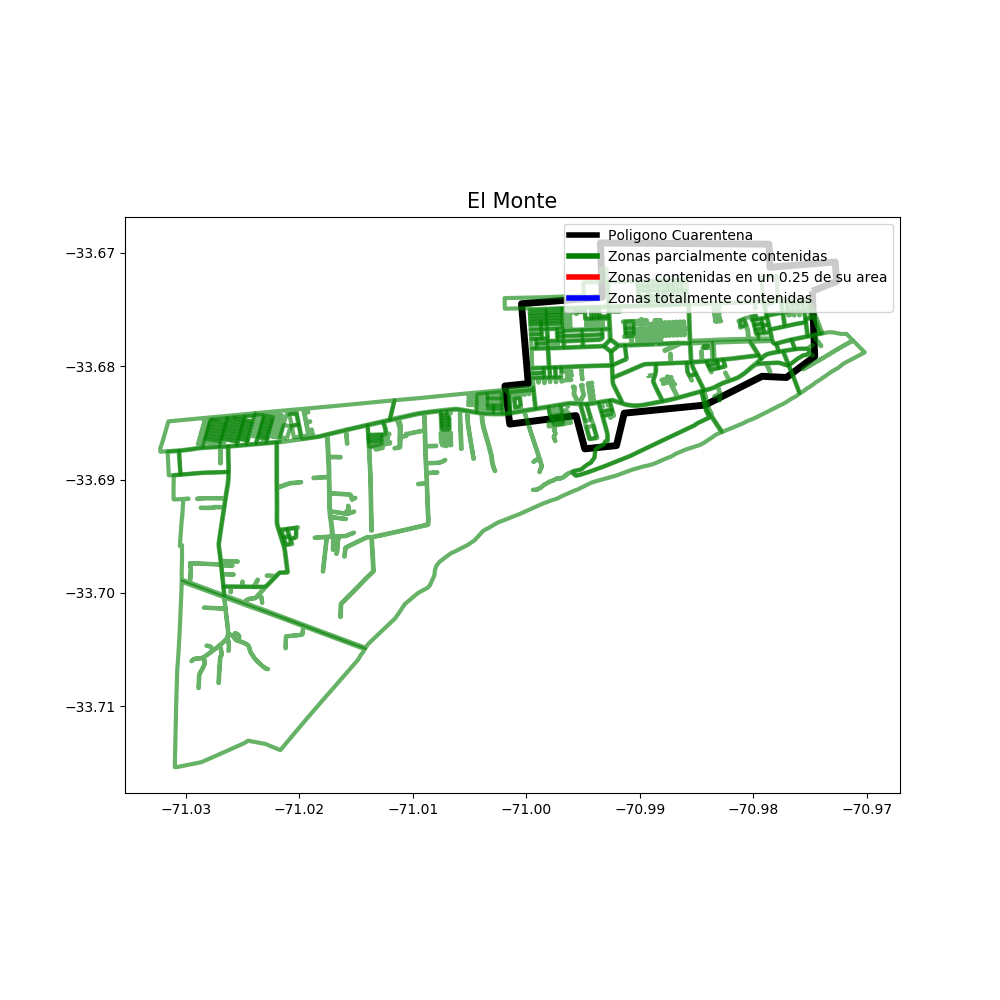 El Monte
Poligono Cuarentena
Zonas parcialmente contenidas
Zonas contenidas en un 0.25 de su area
Zonas totalmente contenidas
−33.67
−33.68
−33.69
−33.70
−33.71
−71.03 −71.02 −71.01 −71.00 −70.99 −70.98 −70.97